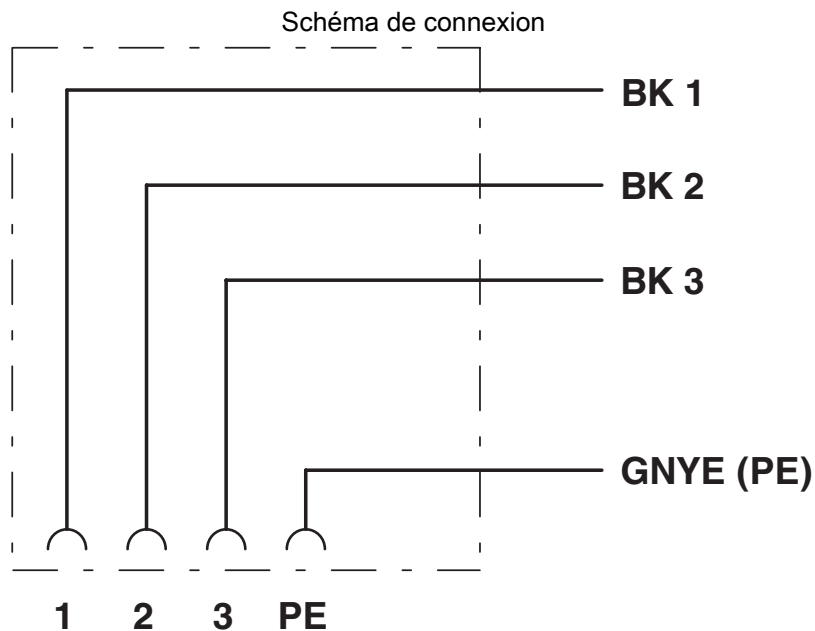 Schéma de connexion
BK 1
BK 2
BK 3
GNYE (PE)
1 2 3 PE